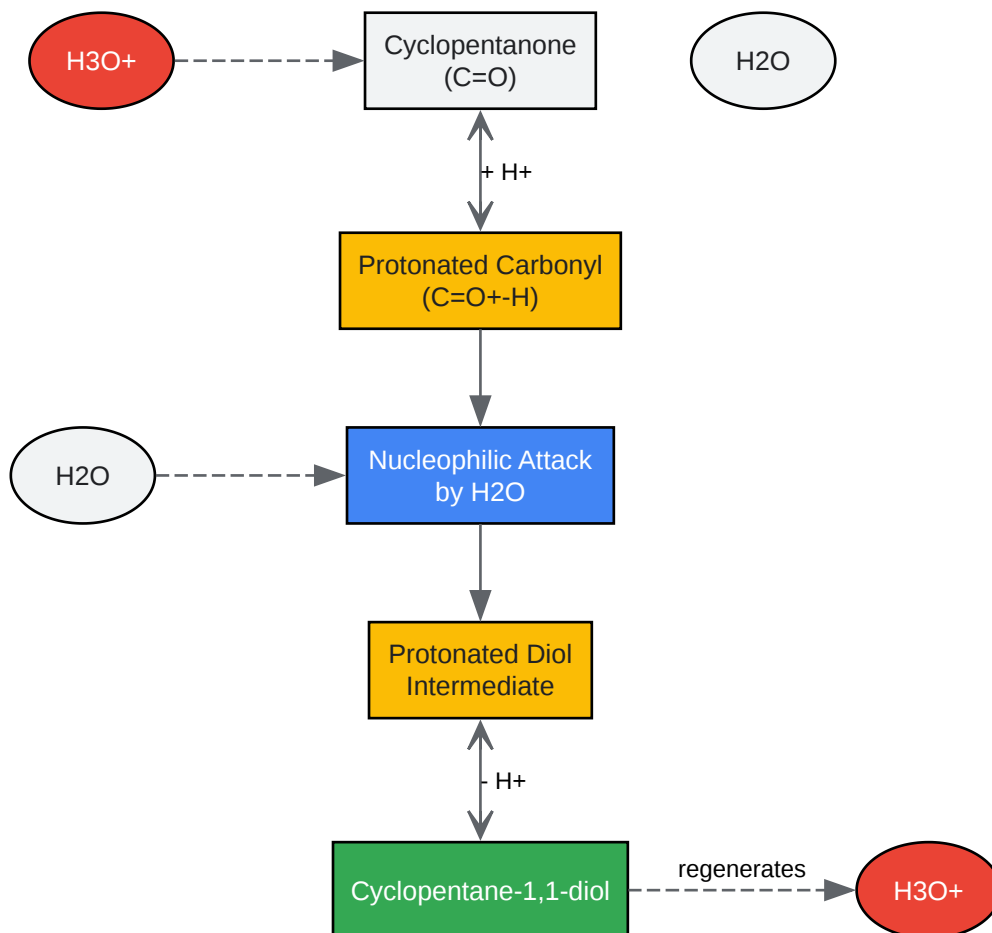 H3O+
Cyclopentanone
(C=O)
H2O
+ H+
Protonated Carbonyl
(C=O+-H)
H2O
Nucleophilic Attack
by H2O
Protonated Diol
Intermediate
- H+
Cyclopentane-1,1-diol
regenerates
H3O+